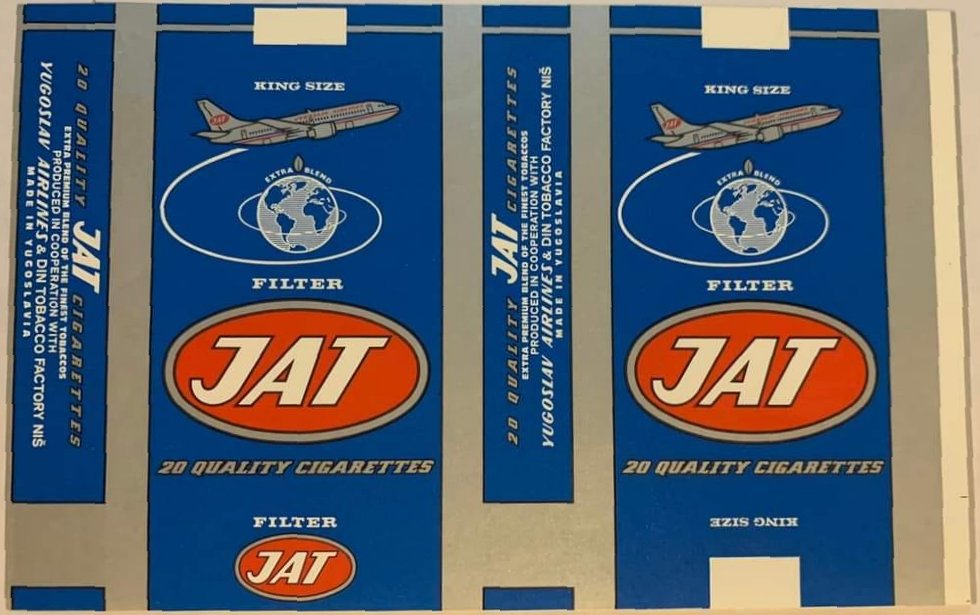 20 QUALITY JAT CIGARETTES
EXTRA PREMIUM BLEND OF THE FINEST TOBACCOS
PRODUCED IN COOPERATION WITH
YUGOSLAV AIRLINES & DIN TOBACCO FACTORY NIŠ
MADE IN YUGOSLAVIA
KING SIZE
JAT
EXTRA BLEND
FILTER
JAT
20 QUALITY CIGARETTES
FILTER
JAT
20 QUALITY JAT CIGARETTES
EXTRA PREMIUM BLEND OF THE FINEST TOBACCOS
PRODUCED IN COOPERATION WITH
YUGOSLAV AIRLINES & DIN TOBACCO FACTORY NIŠ
MADE IN YUGOSLAVIA
KING SIZE
JAT
EXTRA BLEND
FILTER
JAT
20 QUALITY CIGARETTES
KING SIZE